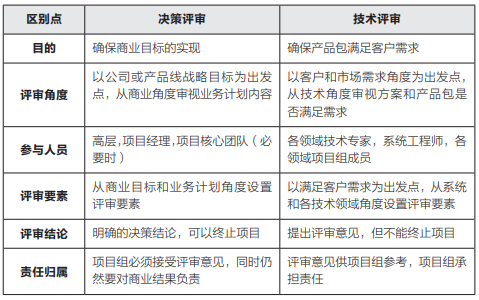 区别点 决策评审 技术评审
目的 确保商业目标的实现 确保产品包满足客户需求
评审角度
以公司或产品线战略目标为出发
点，从商业角度审视业务计划内容
以客户和市场需求角度为出发点，
从技术角度审视方案和产品包是
否满足需求
参与人员
高层，项目经理，项目核心团队（必
要时）
各领域技术专家，系统工程师，各
领域项目组成员
评审要素
从商业目标和业务计划角度设置
评审要素
以满足客户需求为出发点，从系统
和各技术领域角度设置评审要素
评审结论 明确的决策结论，可以终止项目 提出评审意见，但不能终止项目
责任归属
项目组必须接受评审意见，同时仍
然要对商业结果负责
评审意见供项目组参考，项目组承
担责任